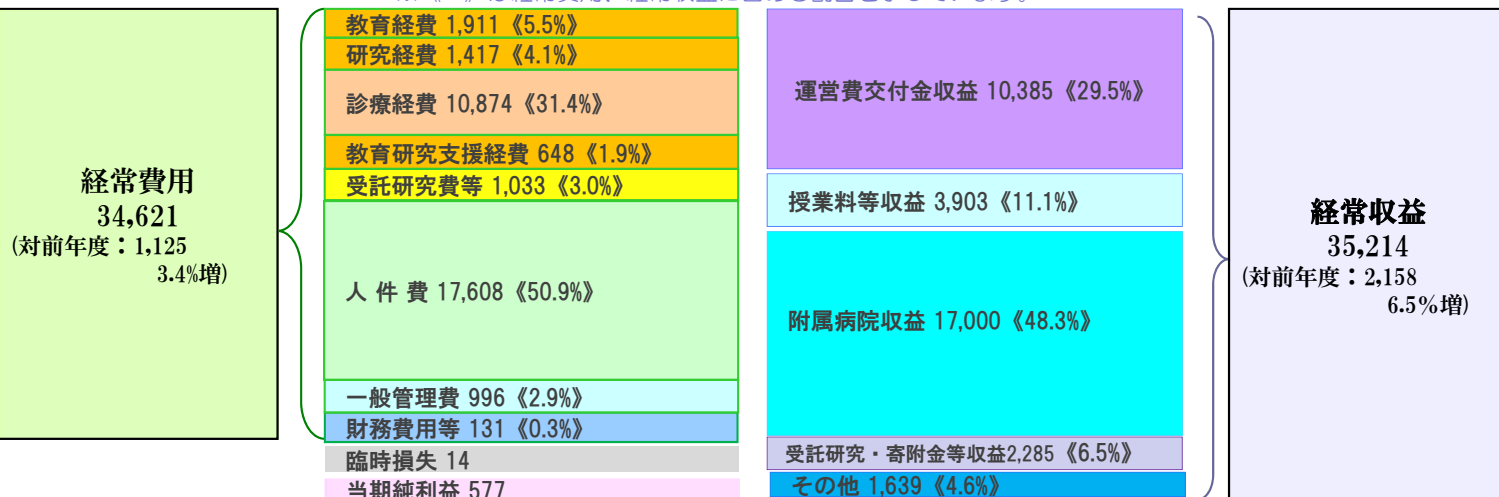 経常費用
34,621
(対前年度：1,125
3.4%増)
教育経費 1,911《5.5%》
研究経費 1,417《4.1%》
診療経費 10,874《31.4%》
教育研究支援経費 648《1.9%》
受託研究費等 1,033《3.0%》
人 件 費 17,608《50.9%》
一般管理費 996《2.9%》
財務費用等 131《0.3%》
臨時損失 14
当期純利益 577
運営費交付金収益 10,385《29.5%》
授業料等収益 3,903《11.1%》
附属病院収益 17,000《48.3%》
受託研究・寄附金等収益2,285《6.5%》
その他 1,639《4.6%》
経常収益
35,214
(対前年度：2,158
6.5%増)